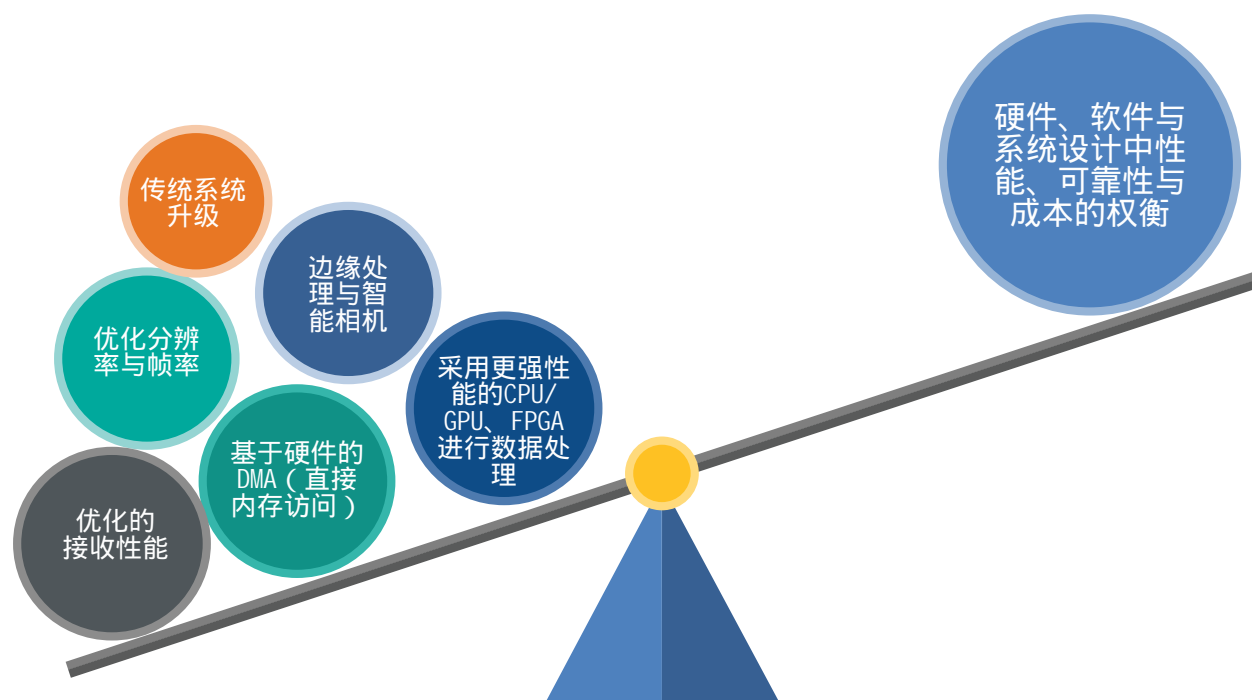 硬件、软件与
系统设计中性
能、可靠性与
成本的权衡
传统系统
升级
边缘处
理与智
能相机
优化分辨
率与帧率
采用更强性
能的CPU/
GPU、FPGA
进行数据处
理
基于硬件的
DMA（直接
内存访问）
优化的
接收性能